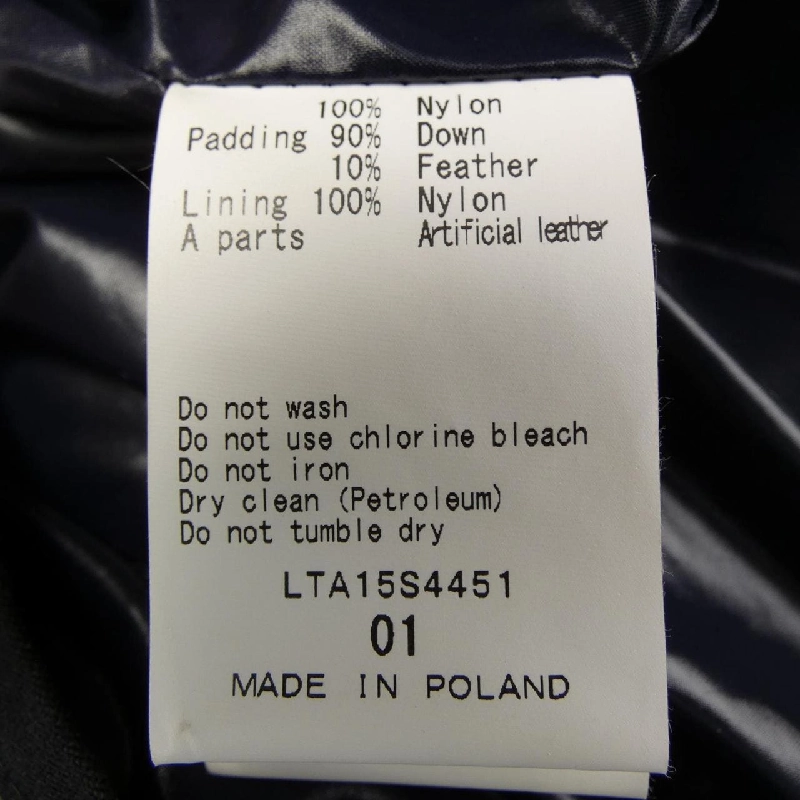 100% Nylon
Padding 90% Down
10% Feather
Lining 100% Nylon
A parts Artificial leather
Do not wash
Do not use chlorine bleach
Do not iron
Dry clean (Petroleum)
Do not tumble dry
LTA15S4451
01
MADE IN POLAND